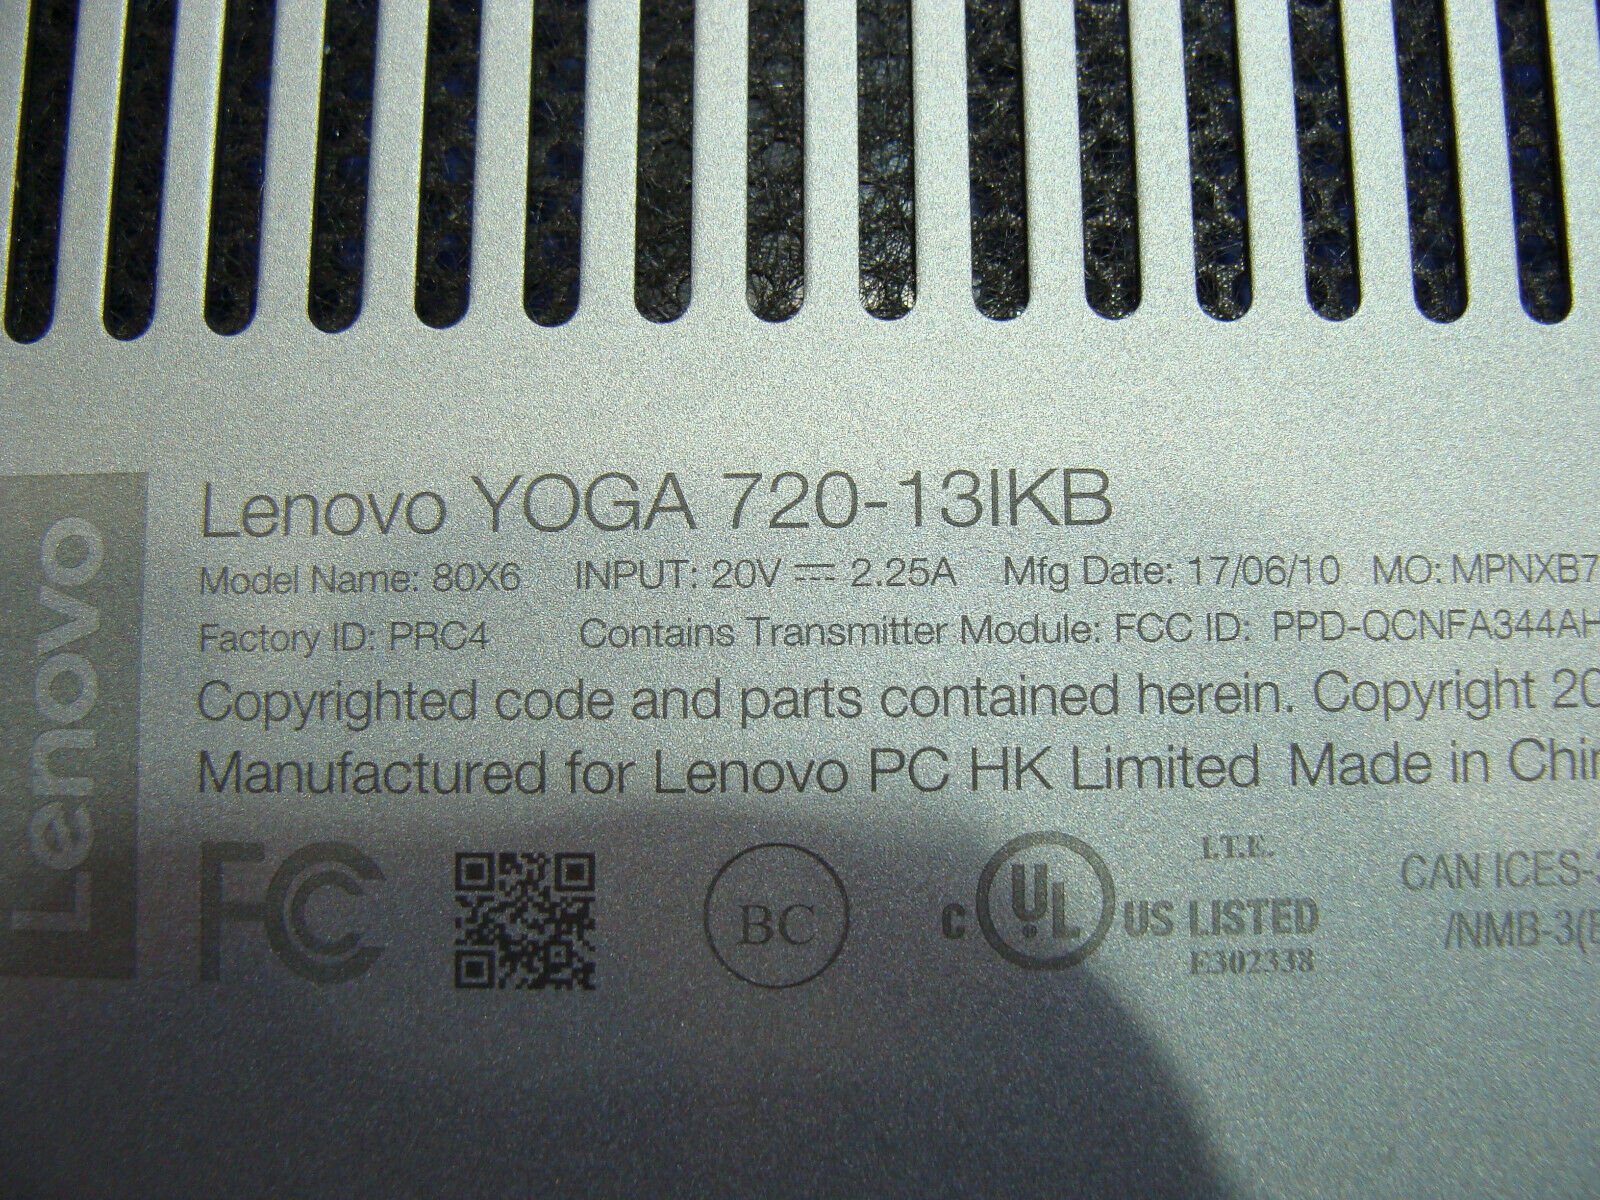 Lenovo
Lenovo YOGA 720-13IKB
Model Name: 80X6 INPUT: 20V ⎓ 2.25A Mfg Date: 17/06/10 MO: MPNXB7
Factory ID: PRC4 Contains Transmitter Module: FCC ID: PPD-QCNFA344AH
Copyrighted code and parts contained herein. Copyright 20
Manufactured for Lenovo PC HK Limited Made in Chin
FC
BC
c UL US LISTED
I.T.E.
E302338
CAN ICES-3
/NMB-3(B